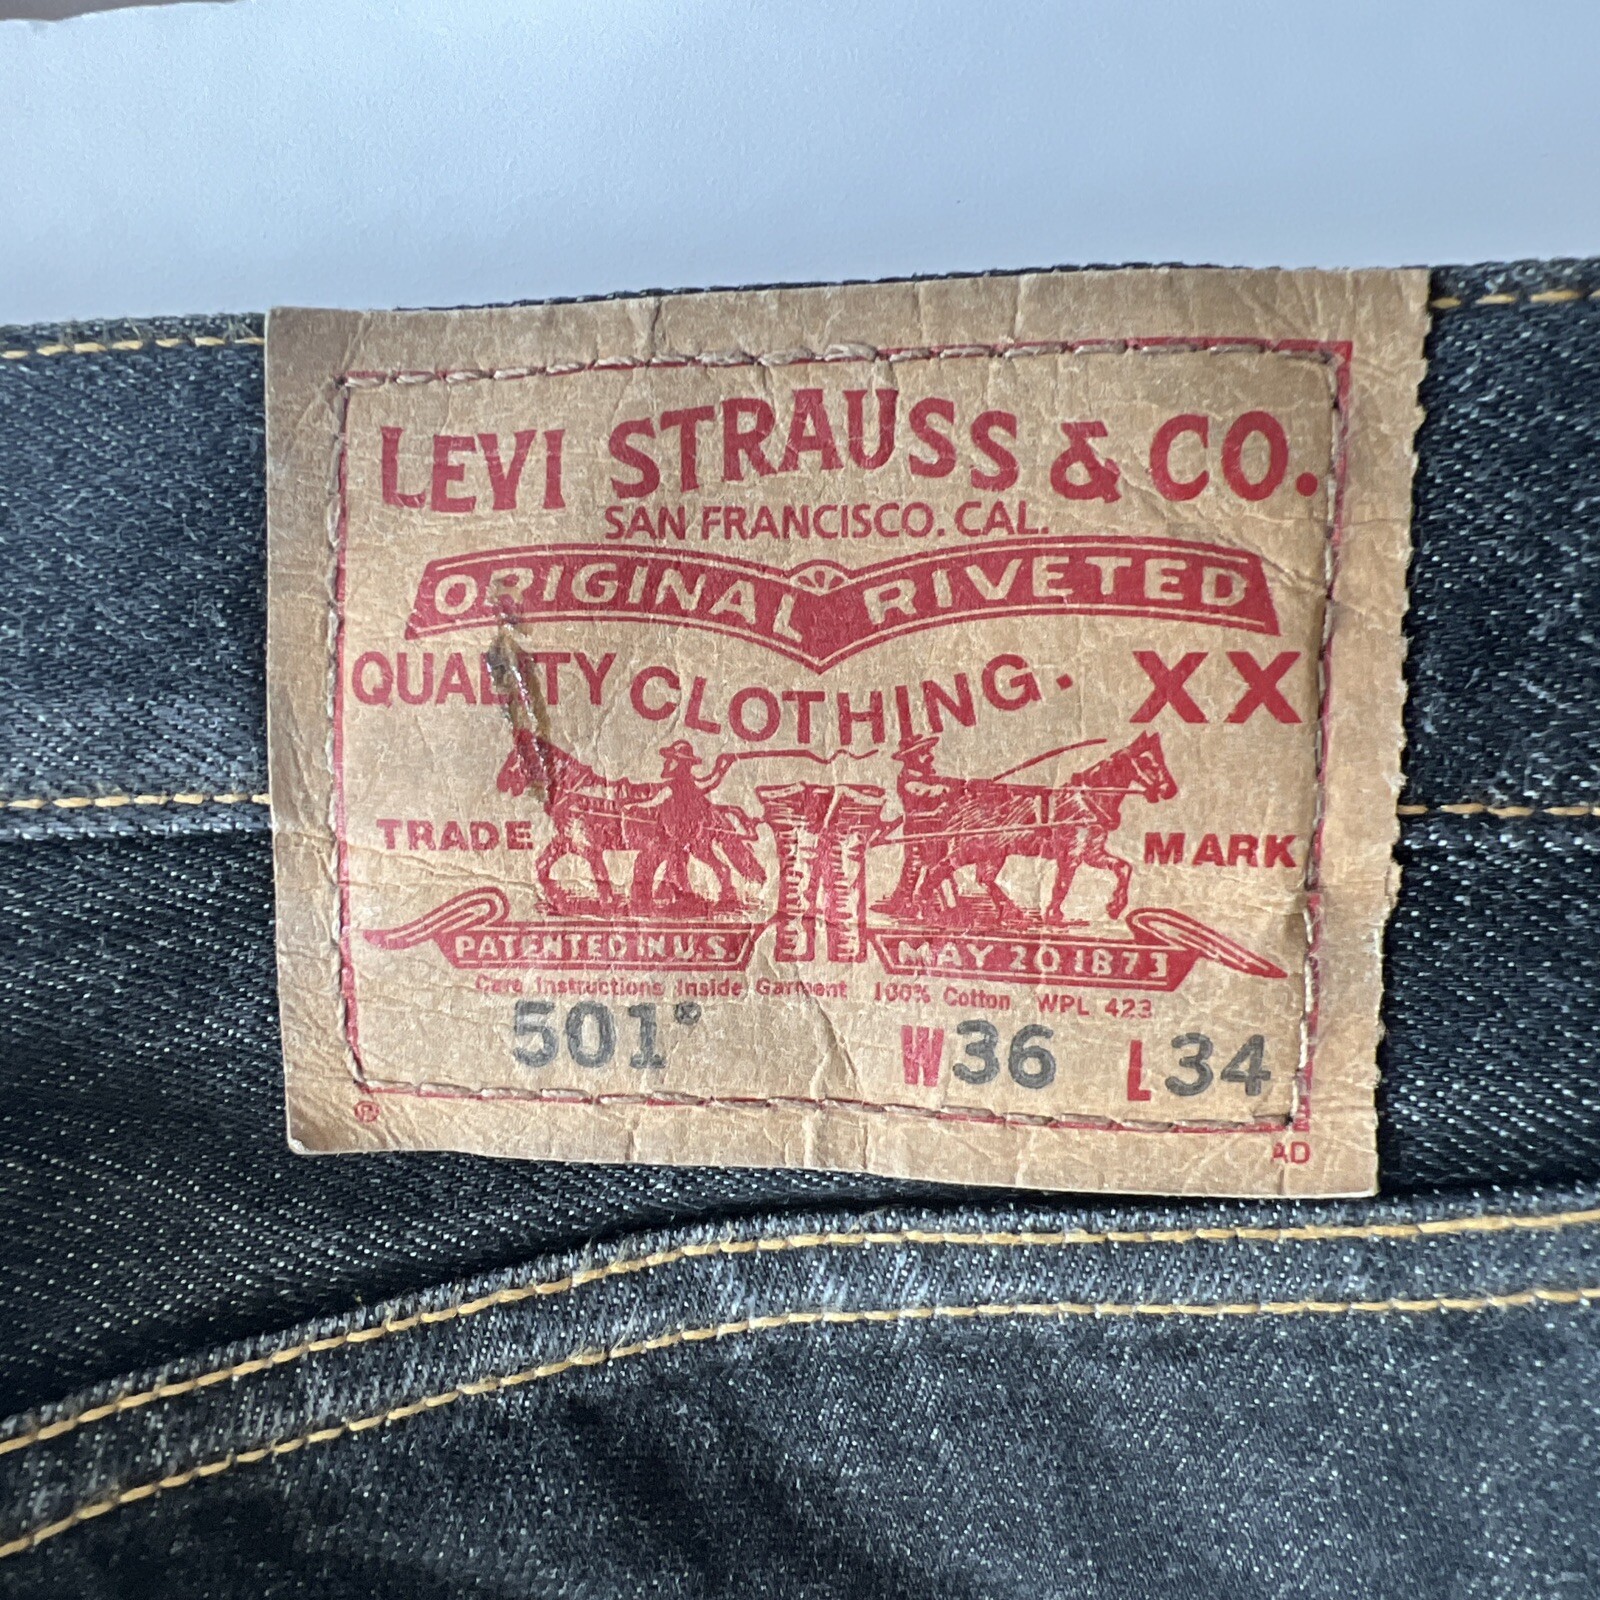 LEVI STRAUSS & CO.
SAN FRANCISCO. CAL.
ORIGINAL RIVETED
QUALITY CLOTHING. XX
TRADE MARK
PATENTED IN U.S. MAY 20 1873
Care Instructions Inside Garment 100% Cotton WPL 423
501® W36 L34
® AD